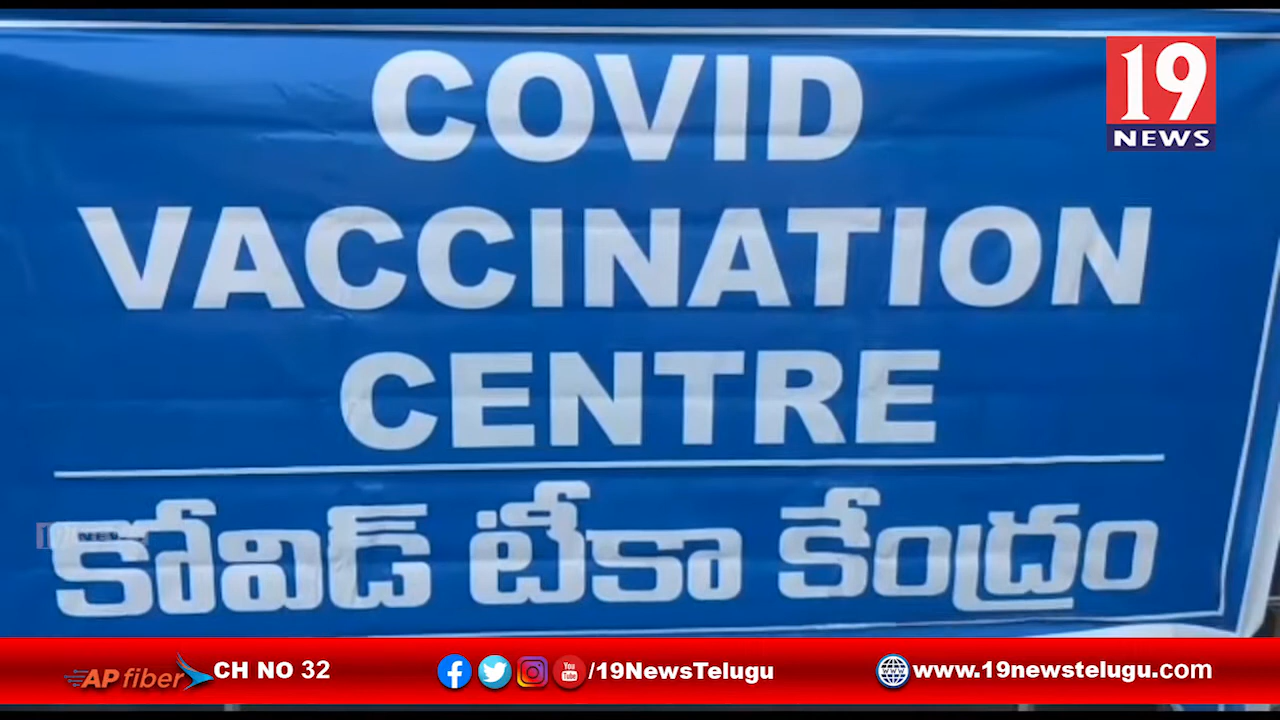 COVID
19
NEWS
VACCINATION
CENTRE
కోవిడ్ టీకా కేంద్రం
AP fiber CH NO 32
/19NewsTelugu
www.19newstelugu.com